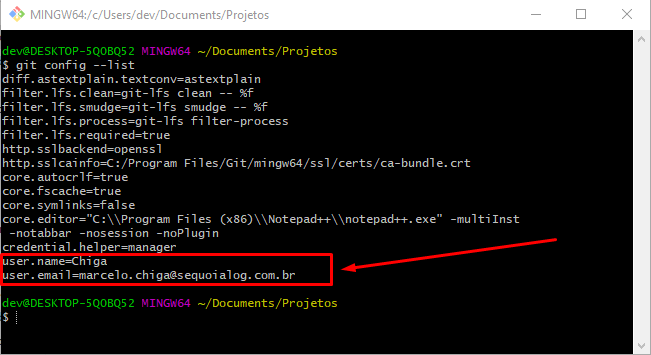 MINGW64:/c/Users/dev/Documents/Projetos
dev@DESKTOP-5QOBQ52 MINGW64 ~/Documents/Projetos
$ git config --list
diff.astextplain.textconv=astextplain
filter.lfs.clean=git-lfs clean -- %f
filter.lfs.smudge=git-lfs smudge -- %f
filter.lfs.process=git-lfs filter-process
filter.lfs.required=true
http.sslbackend=openssl
http.sslcainfo=C:/Program Files/Git/mingw64/ssl/certs/ca-bundle.crt
core.autocrlf=true
core.fscache=true
core.symlinks=false
core.editor="C:\\Program Files (x86)\\Notepad++\\notepad++.exe" -multiInst
 -notabbar -nosession -noPlugin
credential.helper=manager
user.name=Chiga
user.email=marcelo.chiga@sequoialog.com.br
dev@DESKTOP-5QOBQ52 MINGW64 ~/Documents/Projetos
$